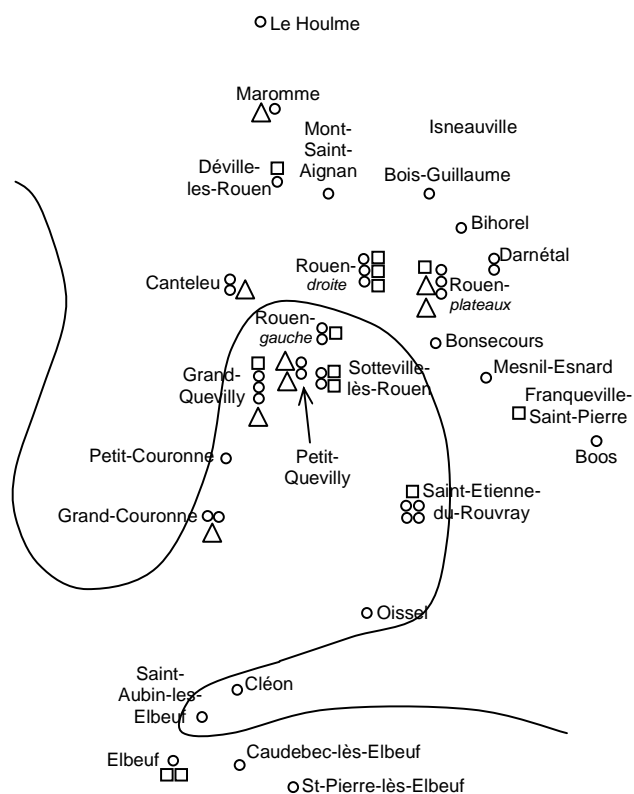 Le Houlme
Maromme
Isneauville
Mont-
Saint-
Aignan
Déville-
les-Rouen
Bois-Guillaume
Bihorel
Darnétal
Rouen-
droite
Canteleu
Rouen-
plateaux
Rouen-
gauche
Bonsecours
Sotteville-
lès-Rouen
Mesnil-Esnard
Grand-
Quevilly
Franqueville-
Saint-Pierre
Petit-Couronne
Petit-
Quevilly
Boos
Saint-Etienne-
du-Rouvray
Grand-Couronne
Oissel
Saint-
Aubin-les-
Elbeuf
Cléon
Elbeuf
Caudebec-lès-Elbeuf
St-Pierre-lès-Elbeuf